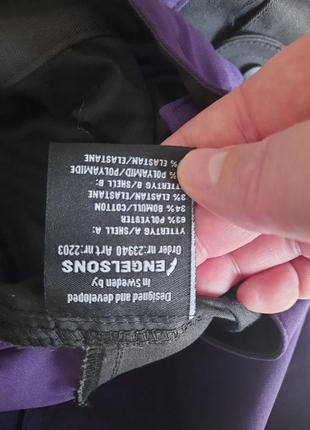 Designed and developed
in Sweden by
ENGELSONS
Order nr:23940 Art nr:2203
YTTERTYG A/SHELL A:
63% POLYESTER
34% BOMULL/COTTON
3% ELASTAN/ELASTANE
YTTERTYG B/SHELL B:
% POLYAMID/POLYAMIDE
% ELASTAN/ELASTANE